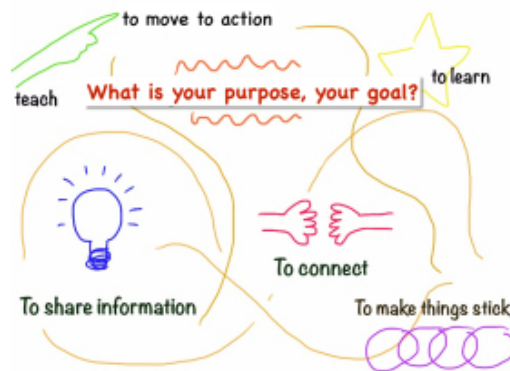 to move to action
teach
to learn
What is your purpose, your goal?
To connect
To share information
To make things stick